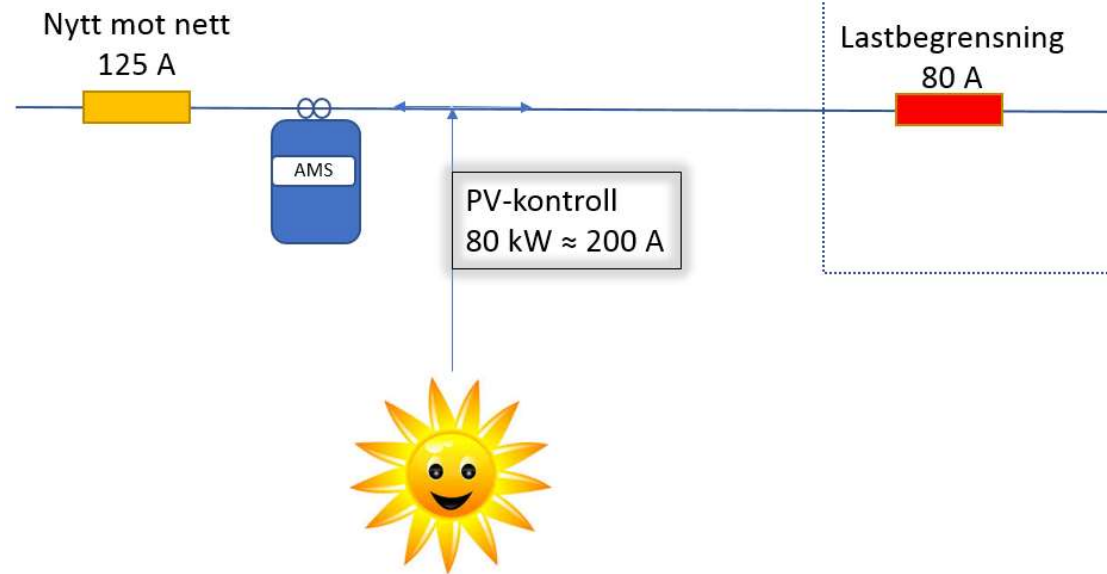 Nytt mot nett
125 A
Lastbegrensning
80 A
AMS
PV-kontroll
80 kW ≈ 200 A